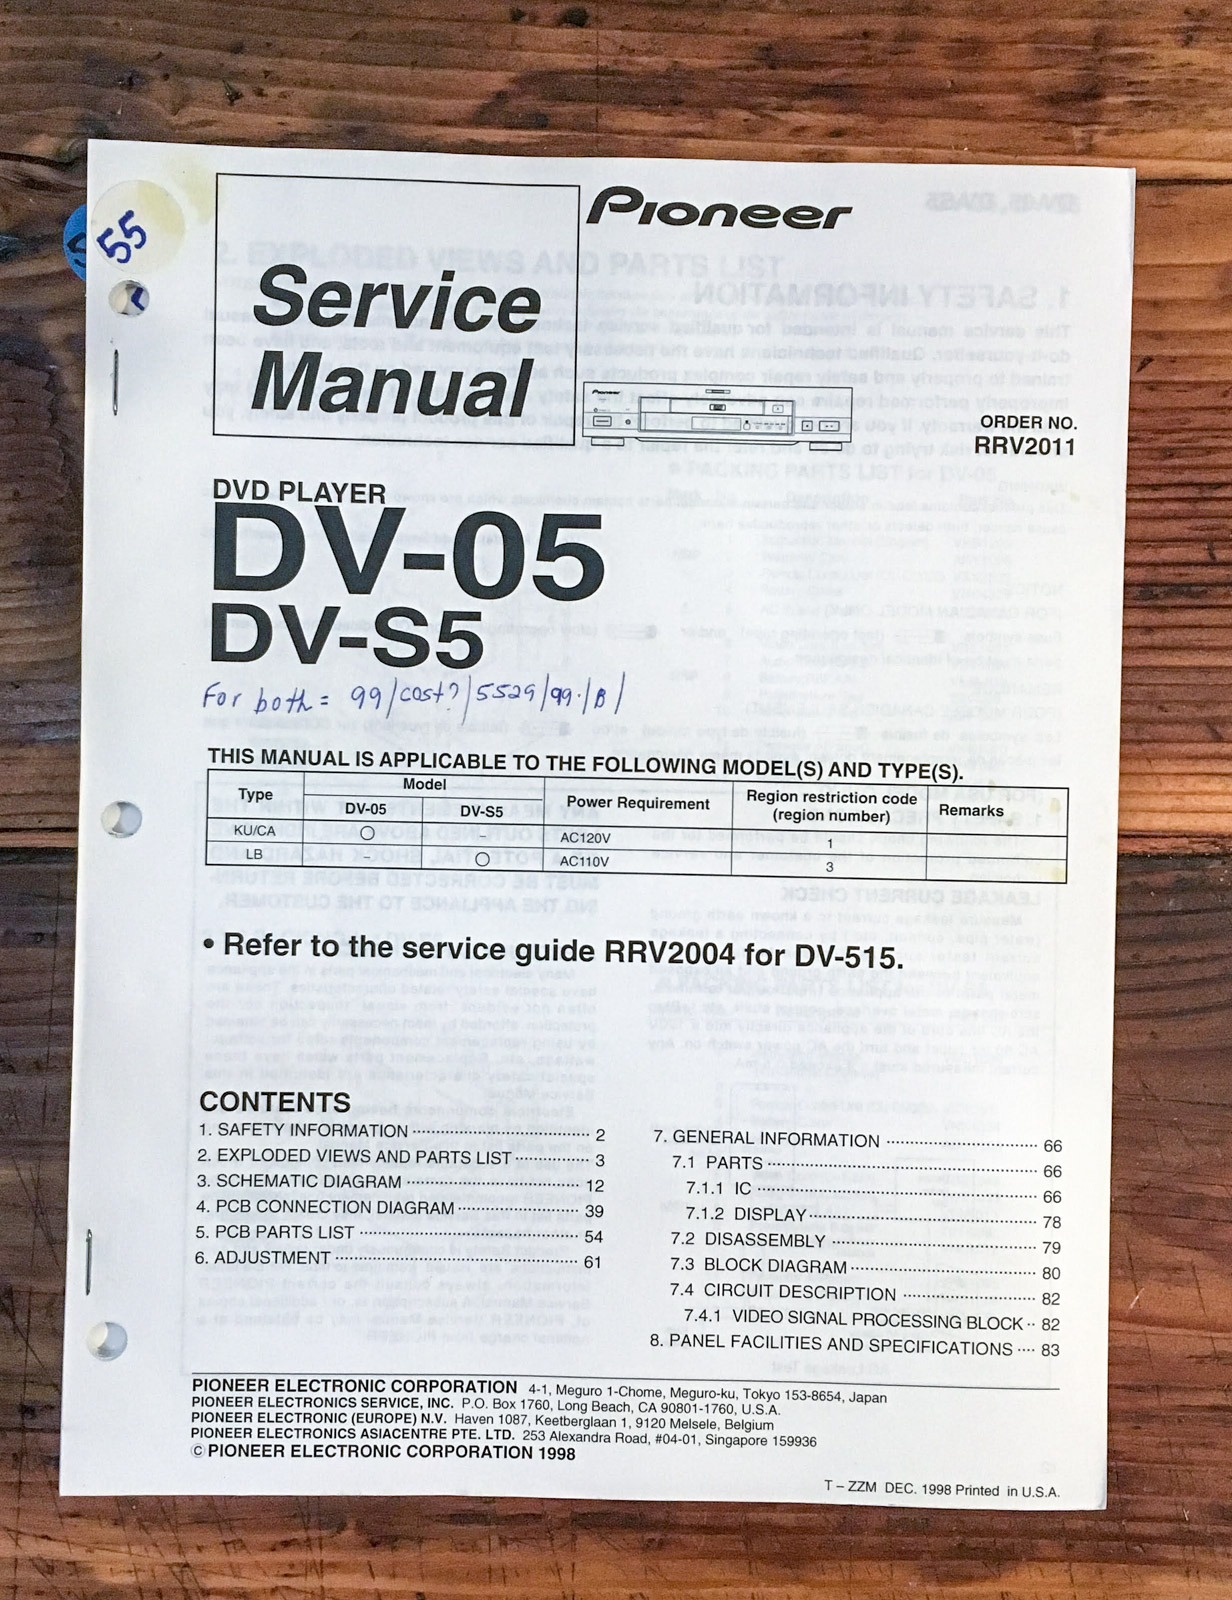 55
Service
Manual
Pioneer
ORDER NO.
RRV2011
DVD PLAYER
DV-05
DV-S5
For both = 99/cost?/5529/99./B/
THIS MANUAL IS APPLICABLE TO THE FOLLOWING MODEL(S) AND TYPE(S).
Type Model Power Requirement Region restriction code (region number) Remarks
DV-05 DV-S5
KU/CA ○ – AC120V 1
LB – ○ AC110V 3
• Refer to the service guide RRV2004 for DV-515.
CONTENTS
1. SAFETY INFORMATION 2
2. EXPLODED VIEWS AND PARTS LIST 3
3. SCHEMATIC DIAGRAM 12
4. PCB CONNECTION DIAGRAM 39
5. PCB PARTS LIST 54
6. ADJUSTMENT 61
7. GENERAL INFORMATION 66
7.1 PARTS 66
7.1.1 IC 66
7.1.2 DISPLAY 78
7.2 DISASSEMBLY 79
7.3 BLOCK DIAGRAM 80
7.4 CIRCUIT DESCRIPTION 82
7.4.1 VIDEO SIGNAL PROCESSING BLOCK 82
8. PANEL FACILITIES AND SPECIFICATIONS 83
PIONEER ELECTRONIC CORPORATION 4-1, Meguro 1-Chome, Meguro-ku, Tokyo 153-8654, Japan
PIONEER ELECTRONICS SERVICE, INC. P.O. Box 1760, Long Beach, CA 90801-1760, U.S.A.
PIONEER ELECTRONIC (EUROPE) N.V. Haven 1087, Keetberglaan 1, 9120 Melsele, Belgium
PIONEER ELECTRONICS ASIACENTRE PTE. LTD. 253 Alexandra Road, #04-01, Singapore 159936
© PIONEER ELECTRONIC CORPORATION 1998
T – ZZM DEC. 1998 Printed in U.S.A.